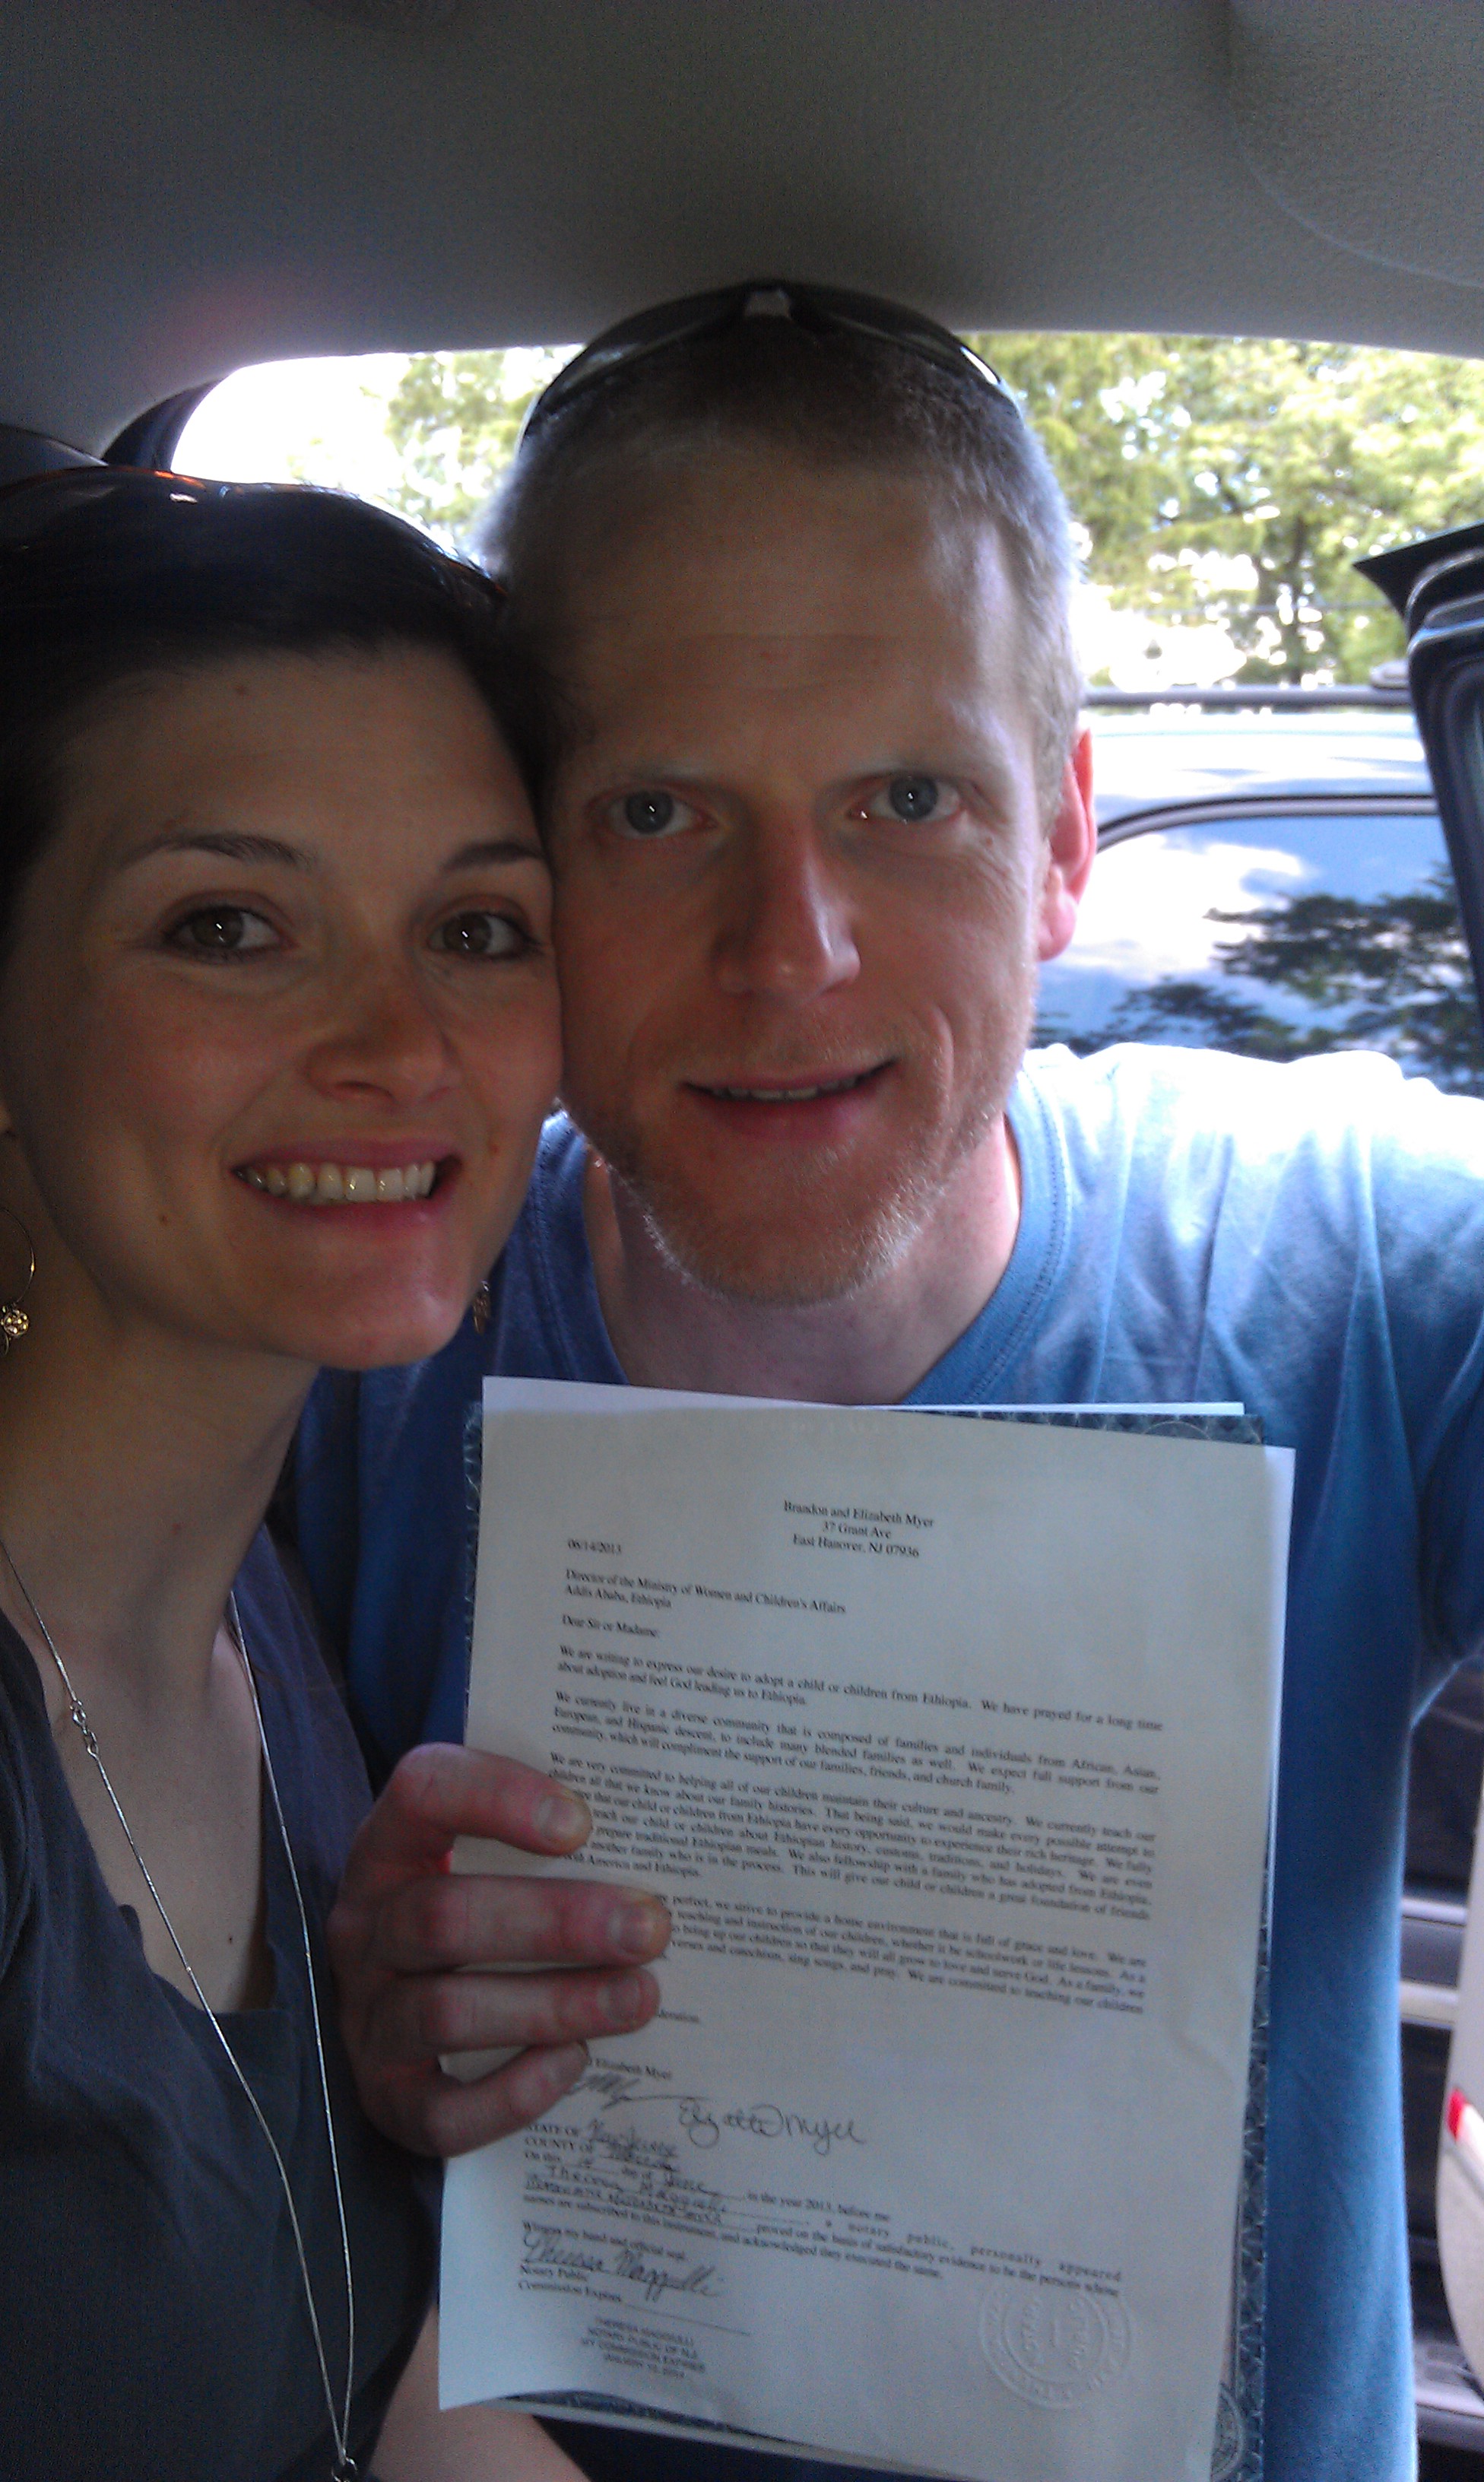 Brandon and Elizabeth Myer
37 Grant Ave
East Hanover, NJ 07936
06/14/2013
Director of the Ministry of Women and Children's Affairs
Addis Ababa, Ethiopia
Dear Sir or Madame:
We are writing to express our desire to adopt a child or children from Ethiopia. We have prayed for a long time
about adoption and feel God leading us to Ethiopia.
We currently live in a diverse community that is composed of families and individuals from African, Asian,
European, and Hispanic descent, to include many blended families as well. We expect full support from our
community, which will compliment the support of our families, friends, and church family.
We are very committed to helping all of our children maintain their culture and ancestry. We currently teach our
children all that we know about our family histories. That being said, we would make every possible attempt to
that our child or children from Ethiopia have every opportunity to experience their rich heritage. We fully
teach our child or children about Ethiopian history, customs, traditions, and holidays. We are even
prepare traditional Ethiopian meals. We also fellowship with a family who has adopted from Ethiopia,
another family who is in the process. This will give our child or children a great foundation of friends
America and Ethiopia.
perfect, we strive to provide a home environment that is full of grace and love. We are
teaching and instruction of our children, whether it be schoolwork or life lessons. As a
to bring up our children so that they will all grow to love and serve God. As a family, we
verses and catechism, sing songs, and pray. We are committed to teaching our children
Elizabeth Myer
Elizabeth Myer
STATE OF New Jersey
COUNTY OF
On this 14 day of June in the year 2013, before me
Theresa Maggiulli, a notary public, personally appeared
proved on the basis of satisfactory evidence to be the persons whose
names are subscribed to this instrument, and acknowledged they executed the same.
Witness my hand and official seal.
Theresa Maggiulli
Notary Public
Commission Expires
THERESA MAGGIULLI
NOTARY PUBLIC OF NJ
MY COMMISSION EXPIRES